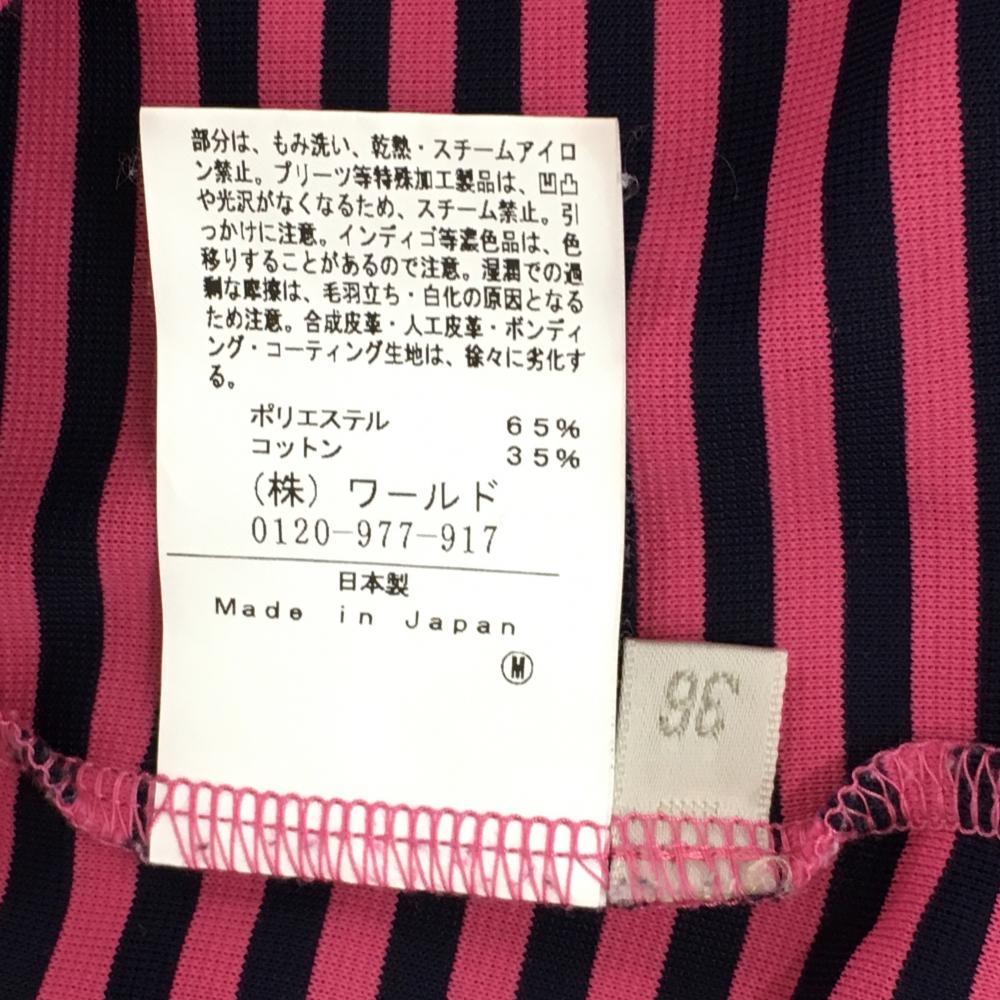 部分は、もみ洗い、乾熱・スチームアイロ
ン禁止。プリーツ等特殊加工製品は、凹凸
や光沢がなくなるため、スチーム禁止。引
っかけに注意。インディゴ等濃色品は、色
移りすることがあるので注意。湿潤での過
剰な摩擦は、毛羽立ち・白化の原因となる
ため注意。合成皮革・人工皮革・ボンディ
ング・コーティング生地は、徐々に劣化す
る。
ポリエステル 65%
コットン 35%
(株) ワールド
0120-977-917
日本製
Made in Japan
M